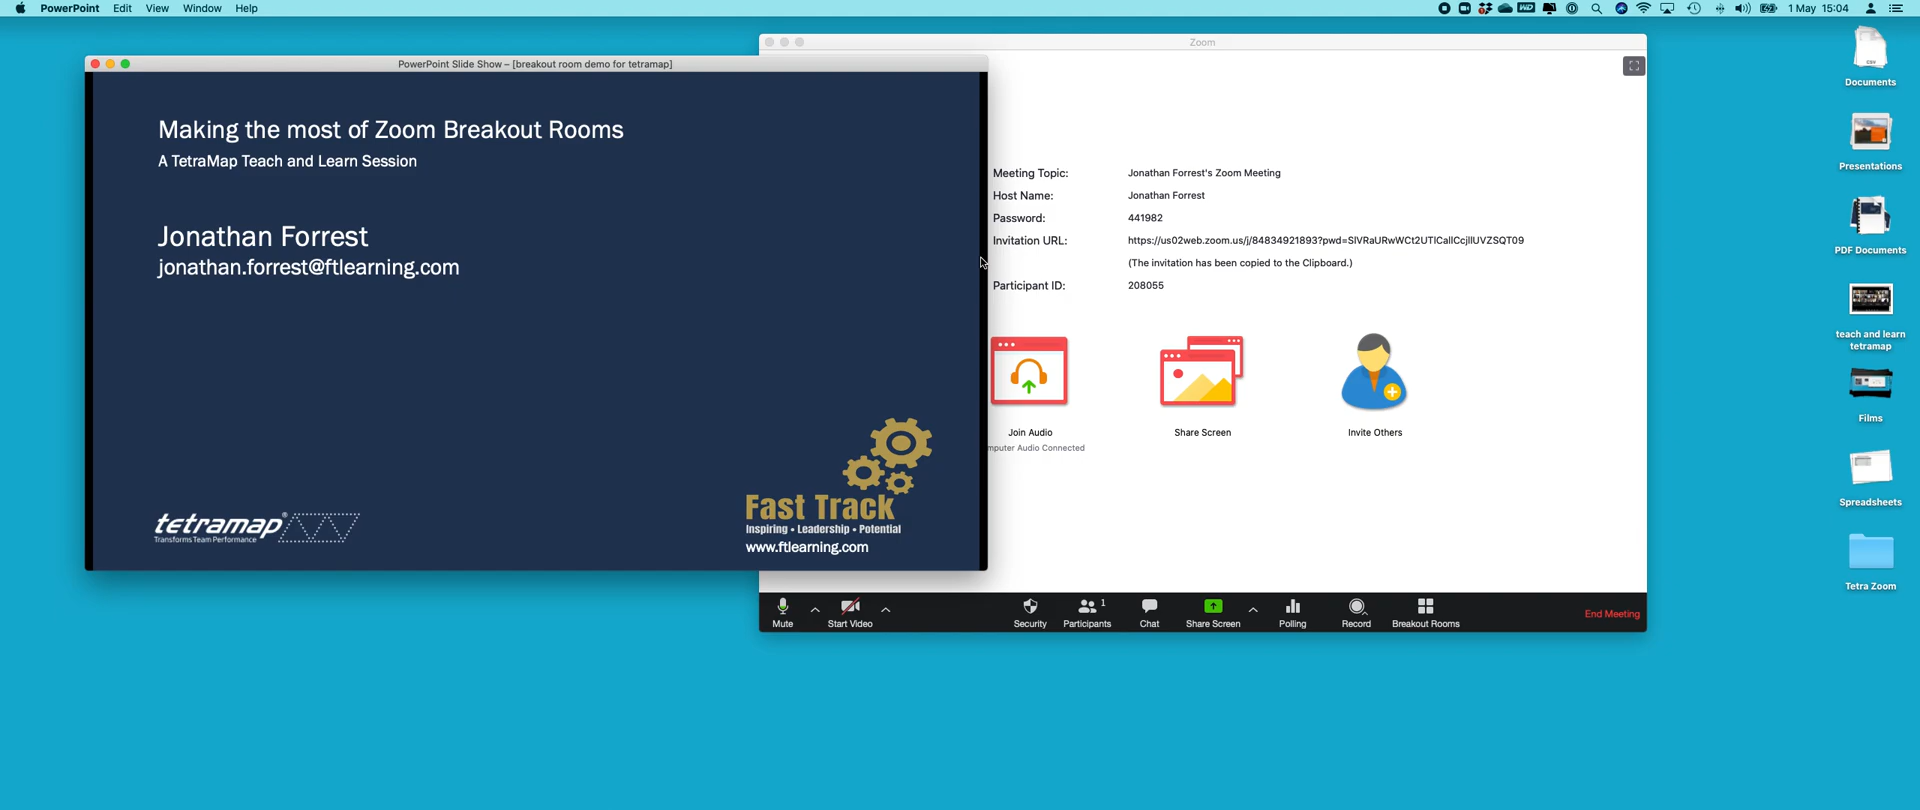 PowerPoint Edit View Window Help
1 May 15:04
PowerPoint Slide Show – [breakout room demo for tetramap]
Making the most of Zoom Breakout Rooms
A TetraMap Teach and Learn Session
Jonathan Forrest
jonathan.forrest@ftlearning.com
tetramap®
Transforms Team Performance
Fast Track
Inspiring • Leadership • Potential
www.ftlearning.com
Zoom
Meeting Topic: Jonathan Forrest's Zoom Meeting
Host Name: Jonathan Forrest
Password: 441982
Invitation URL: https://us02web.zoom.us/j/84834921893?pwd=SlVRaURwWCt2UTlCallCcjllUVZSQT09
(The invitation has been copied to the Clipboard.)
Participant ID: 208055
Join Audio
mputer Audio Connected
Share Screen
Invite Others
Mute
Start Video
Security
Participants 1
Chat
Share Screen
Polling
Record
Breakout Rooms
End Meeting
Documents
Presentations
PDF Documents
teach and learn
tetramap
Films
Spreadsheets
Tetra Zoom